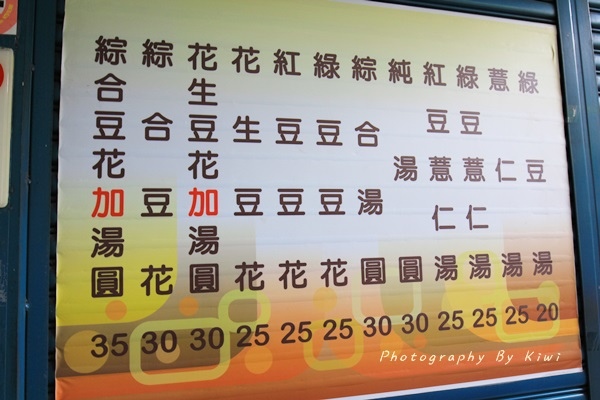 綜合豆花加湯圓 35
綜合豆花 30
花生豆花加湯圓 30
花生豆花 25
紅豆豆花 25
綠豆豆花 25
綜合湯圓 30
純湯圓 30
紅豆薏仁湯 25
綠豆薏仁湯 25
薏仁湯 25
綠豆湯 20
Photography By Kiwi